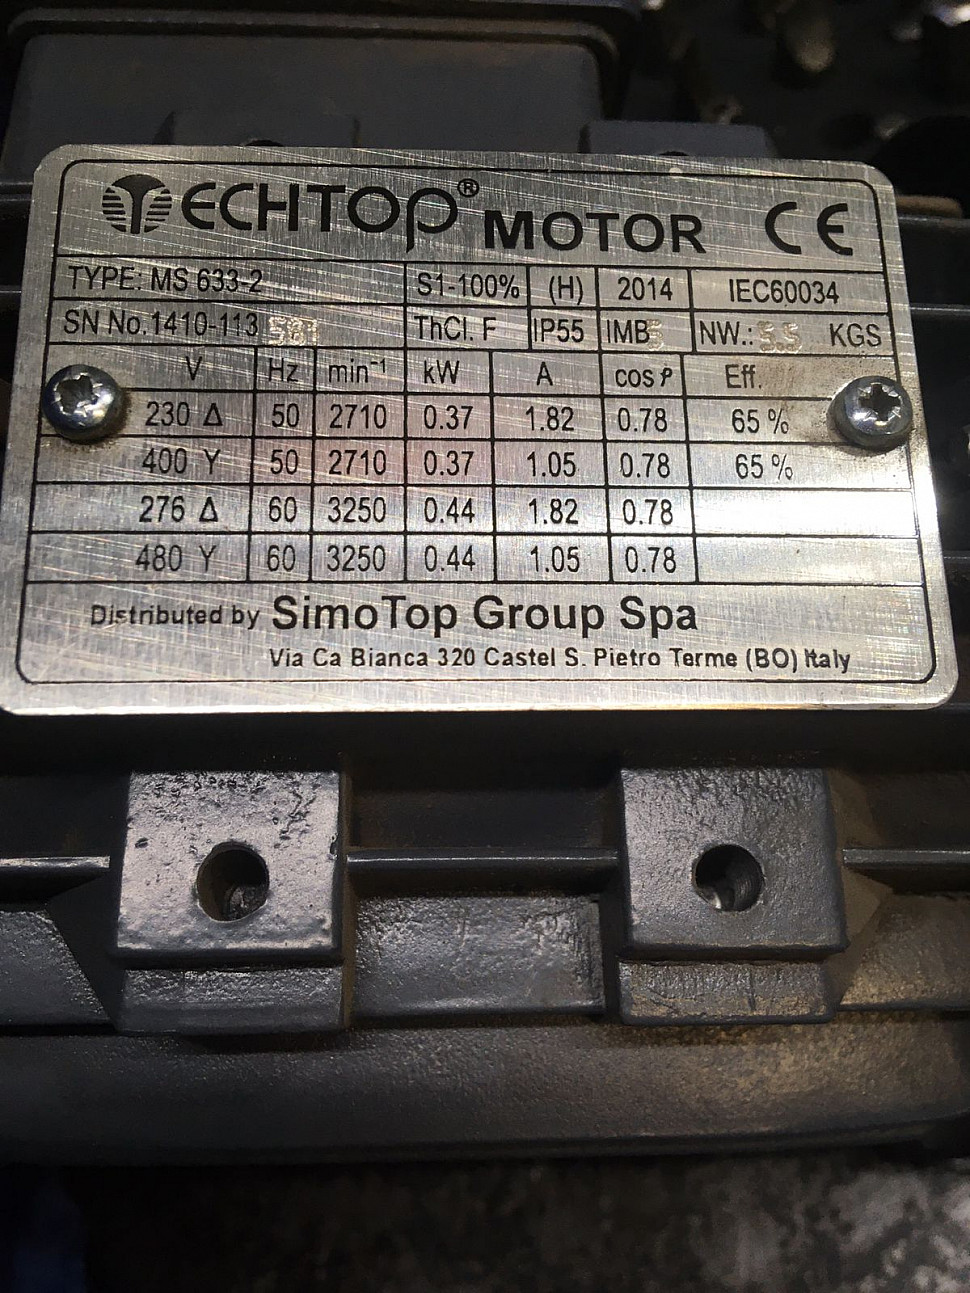 TECHTOP® MOTOR CE
TYPE: MS 633-2 S1-100% (H) 2014 IEC60034
SN No.1410-113 ThCl. F IP55 IMB5 NW.: 5.5 KGS
V Hz min⁻¹ kW A cos ρ Eff.
230 Δ 50 2710 0.37 1.82 0.78 65 %
400 Y 50 2710 0.37 1.05 0.78 65 %
276 Δ 60 3250 0.44 1.82 0.78
480 Y 60 3250 0.44 1.05 0.78
Distributed by SimoTop Group Spa
Via Ca Bianca 320 Castel S. Pietro Terme (BO) Italy